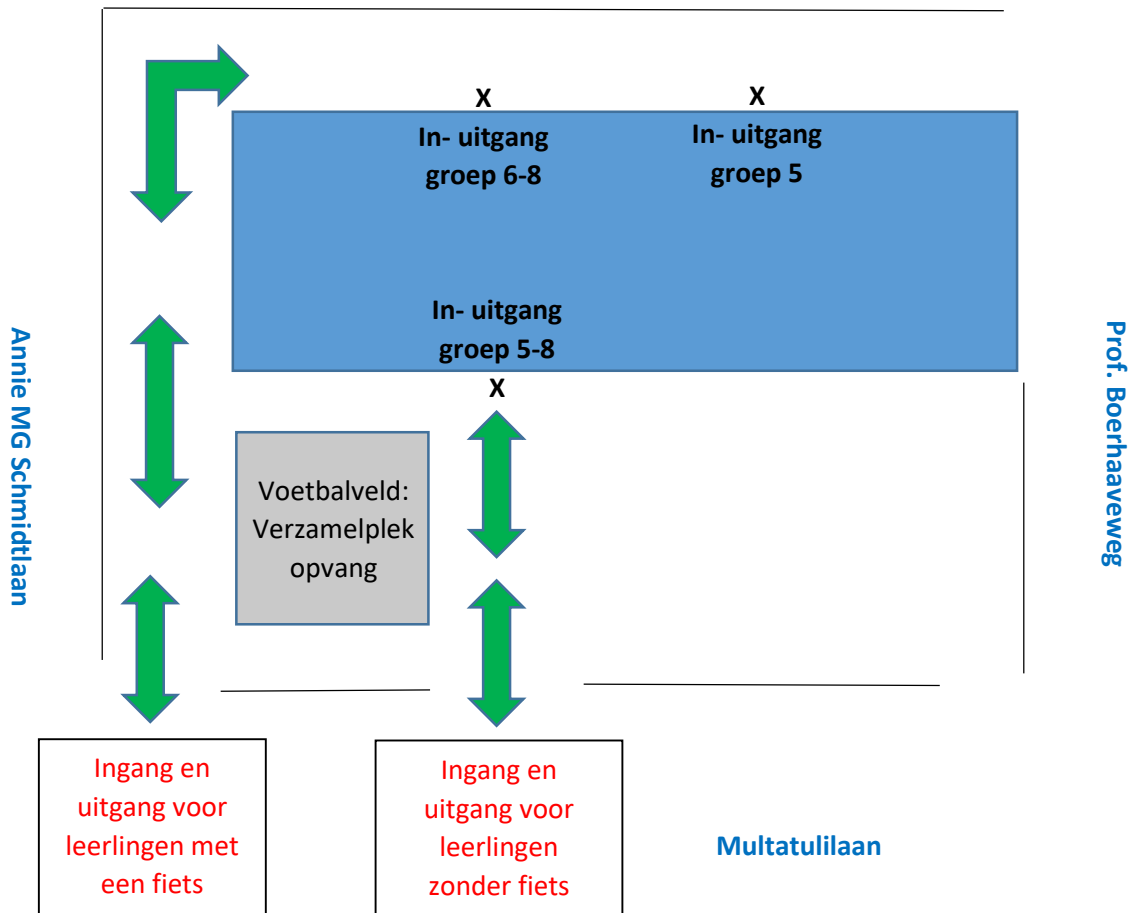 X
In- uitgang
groep 6-8
X
In- uitgang
groep 5
In- uitgang
groep 5-8
X
Annie MG Schmidtlaan
Prof. Boerhaaveweg
Voetbalveld:
Verzamelplek
opvang
Ingang en
uitgang voor
leerlingen met
een fiets
Ingang en
uitgang voor
leerlingen
zonder fiets
Multatulilaan